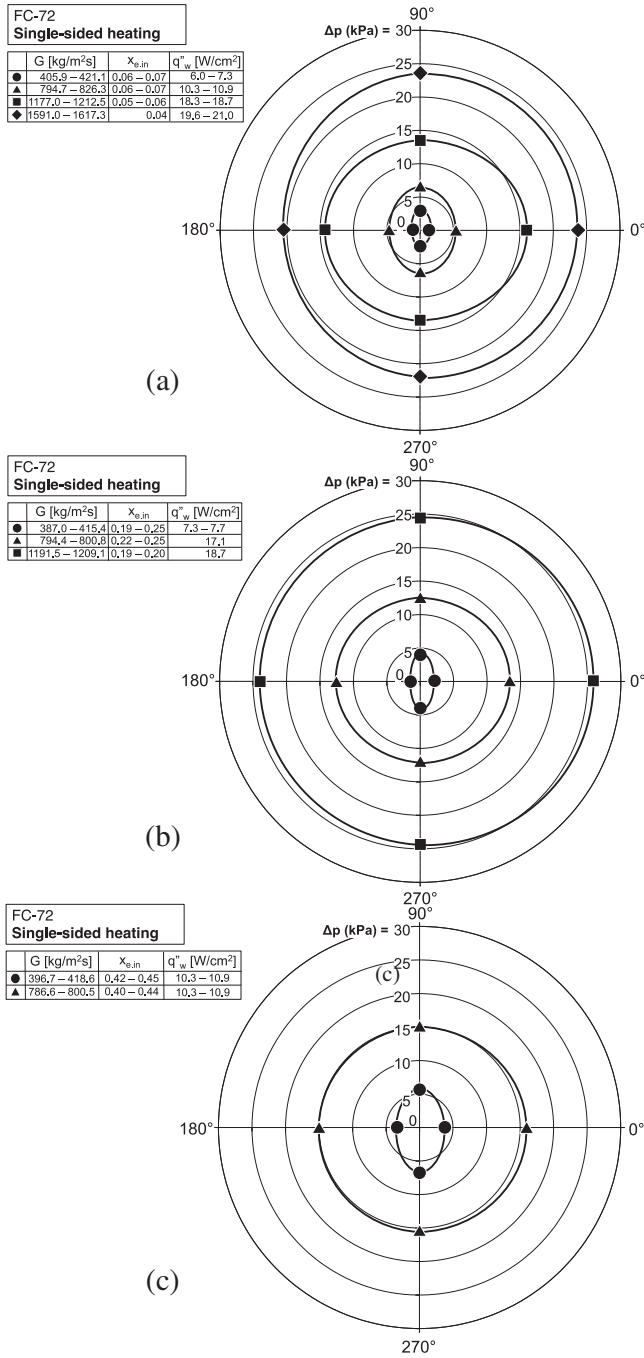 FC-72
Single-sided heating
G [kg/m²s] x_e.in q"_w [W/cm²]
● 405.9 – 421.1 0.06 – 0.07 6.0 – 7.3
▲ 794.7 – 826.3 0.06 – 0.07 10.3 – 10.9
■ 1177.0 – 1212.5 0.05 – 0.06 18.3 – 18.7
◆ 1591.0 – 1617.3 0.04 19.6 – 21.0
90°
Δp (kPa) = 30
25
20
15
10
5
0
180°
0°
270°
(a)
FC-72
Single-sided heating
G [kg/m²s] x_e.in q"_w [W/cm²]
● 387.0 – 415.4 0.19 – 0.25 7.3 – 7.7
▲ 794.4 – 800.8 0.22 – 0.25 17.1
■ 1191.5 – 1209.1 0.19 – 0.20 18.7
90°
Δp (kPa) = 30
25
20
15
10
5
0
180°
0°
270°
(b)
FC-72
Single-sided heating
G [kg/m²s] x_e.in q"_w [W/cm²]
● 396.7 – 418.6 0.42 – 0.45 10.3 – 10.9
▲ 786.6 – 800.5 0.40 – 0.44 10.3 – 10.9
90°
Δp (kPa) = 30
(c)
25
20
15
10
5
0
180°
0°
270°
(c)